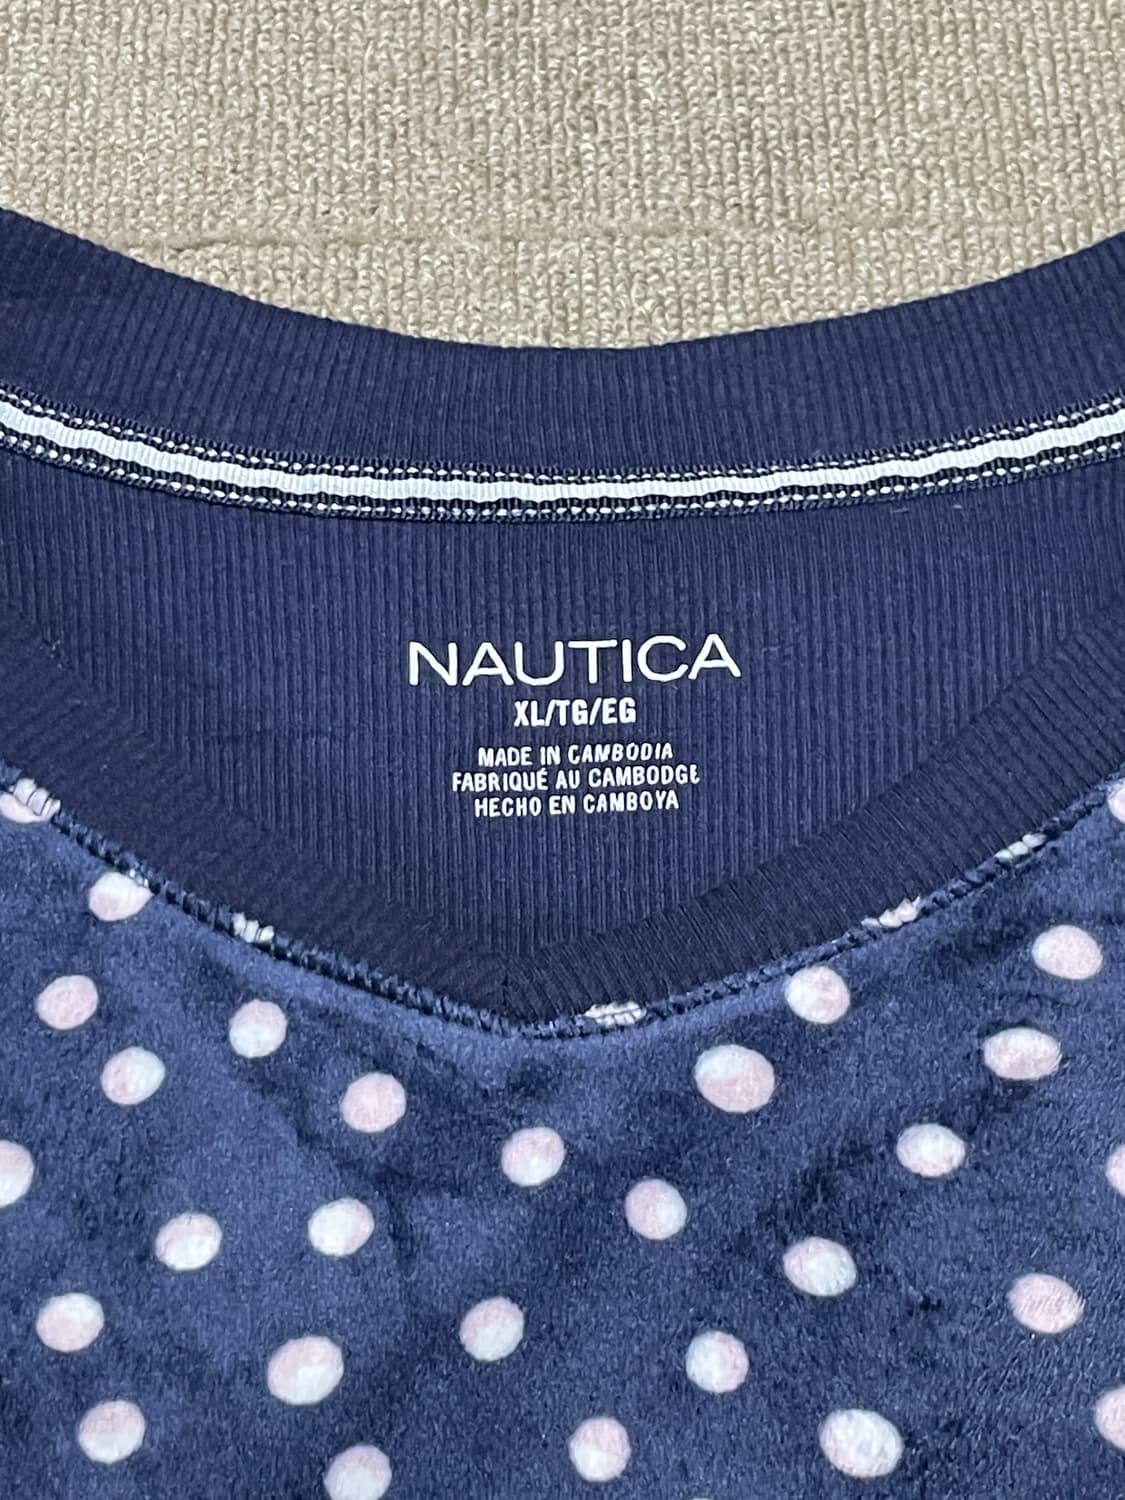 NAUTICA
XL/TG/EG
MADE IN CAMBODIA
FABRIQUÉ AU CAMBODGE
HECHO EN CAMBOYA